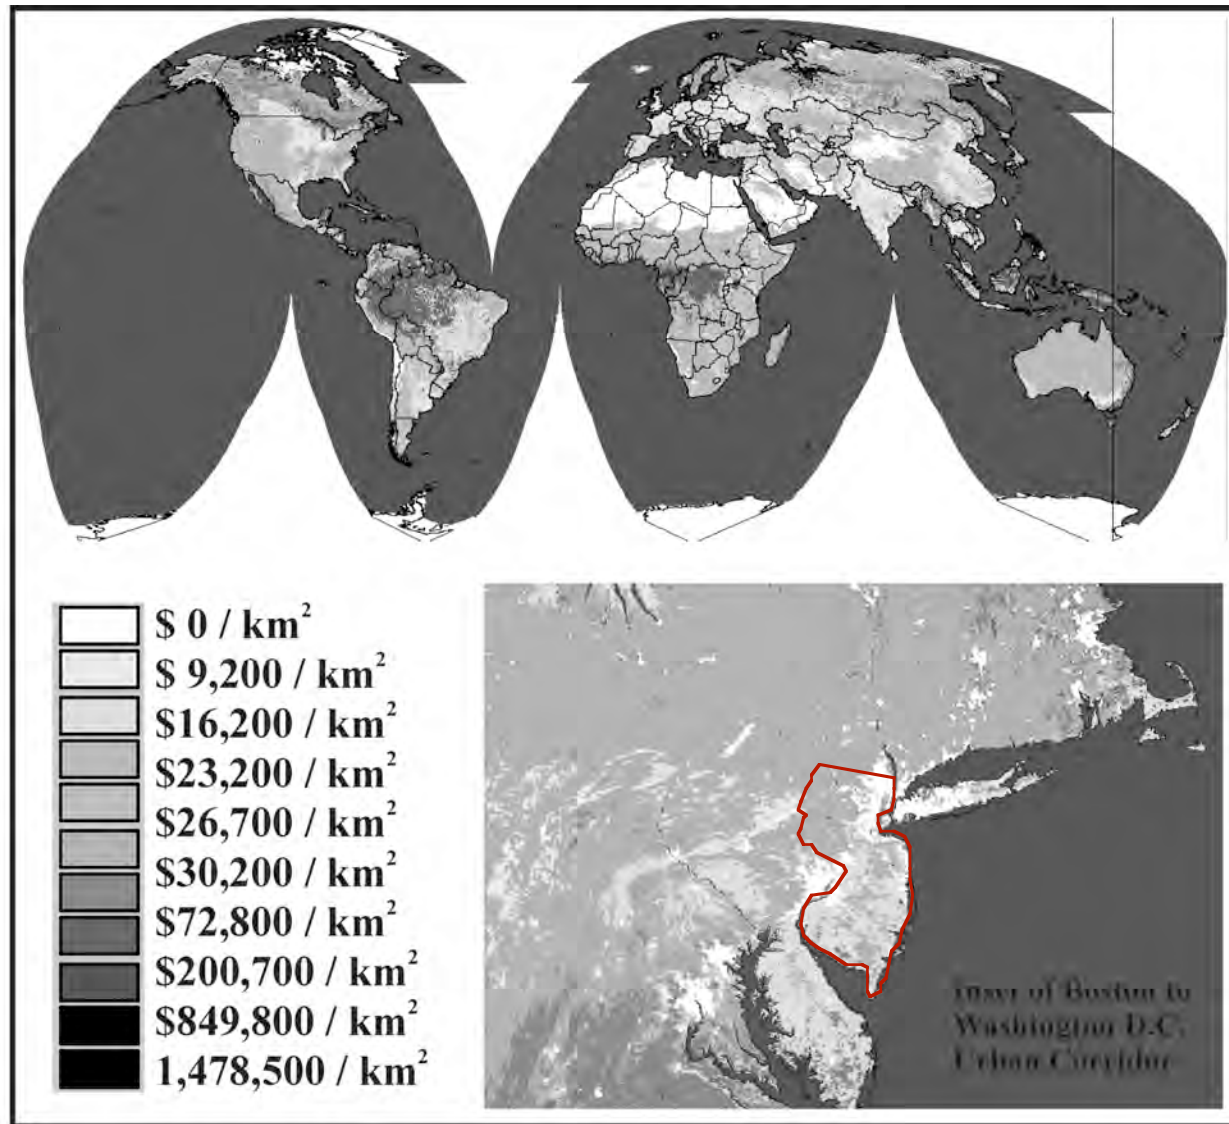 $ 0 / km²
$ 9,200 / km²
$16,200 / km²
$23,200 / km²
$26,700 / km²
$30,200 / km²
$72,800 / km²
$200,700 / km²
$849,800 / km²
1,478,500 / km²
Inset of Boston to
Washington D.C.
Urban Corridor